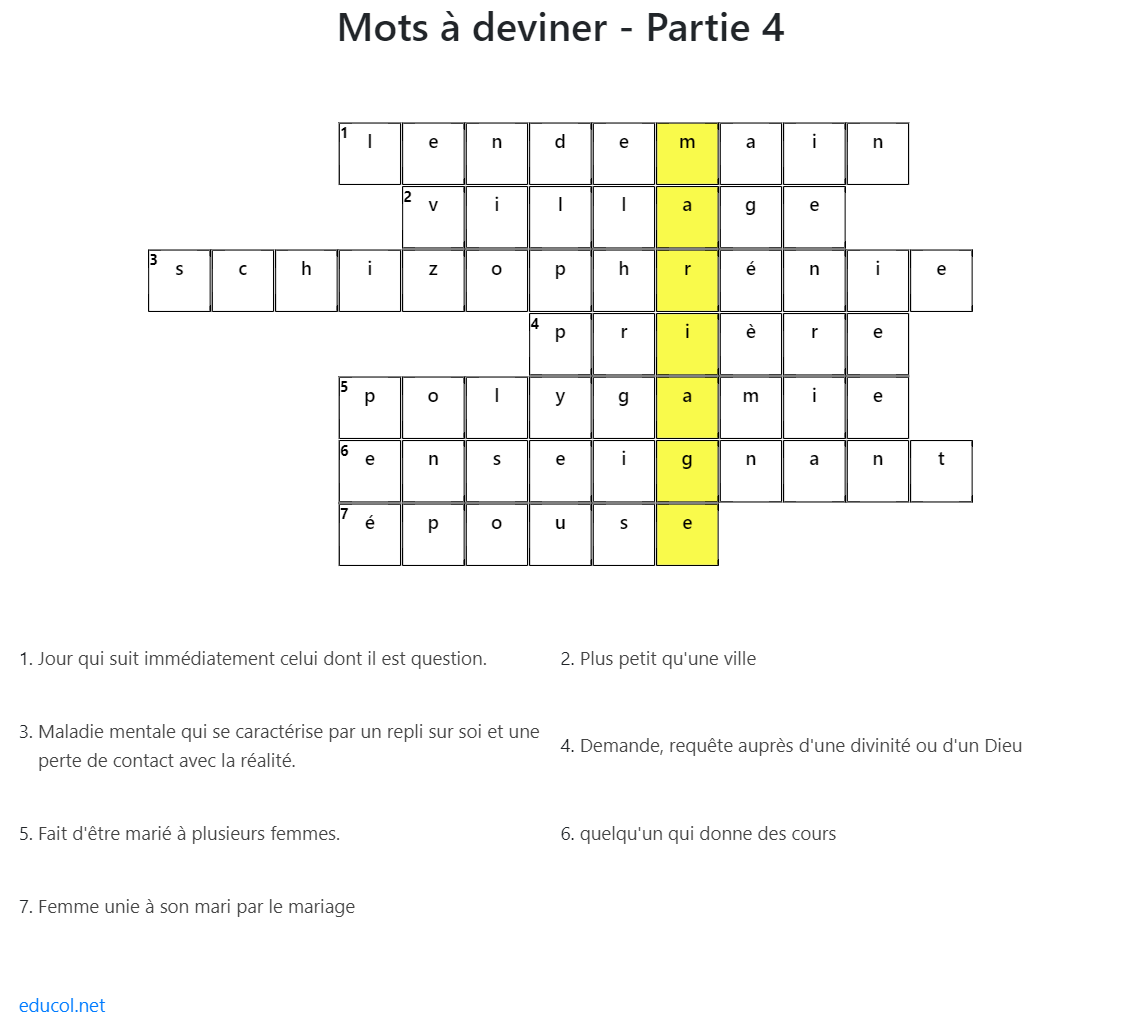 Mots à deviner - Partie 4
1 l e n d e m a i n
2 v i l l a g e
3 s c h i z o p h r é n i e
4 p r i è r e
5 p o l y g a m i e
6 e n s e i g n a n t
7 é p o u s e
1. Jour qui suit immédiatement celui dont il est question.
2. Plus petit qu'une ville
3. Maladie mentale qui se caractérise par un repli sur soi et une
perte de contact avec la réalité.
4. Demande, requête auprès d'une divinité ou d'un Dieu
5. Fait d'être marié à plusieurs femmes.
6. quelqu'un qui donne des cours
7. Femme unie à son mari par le mariage
educol.net